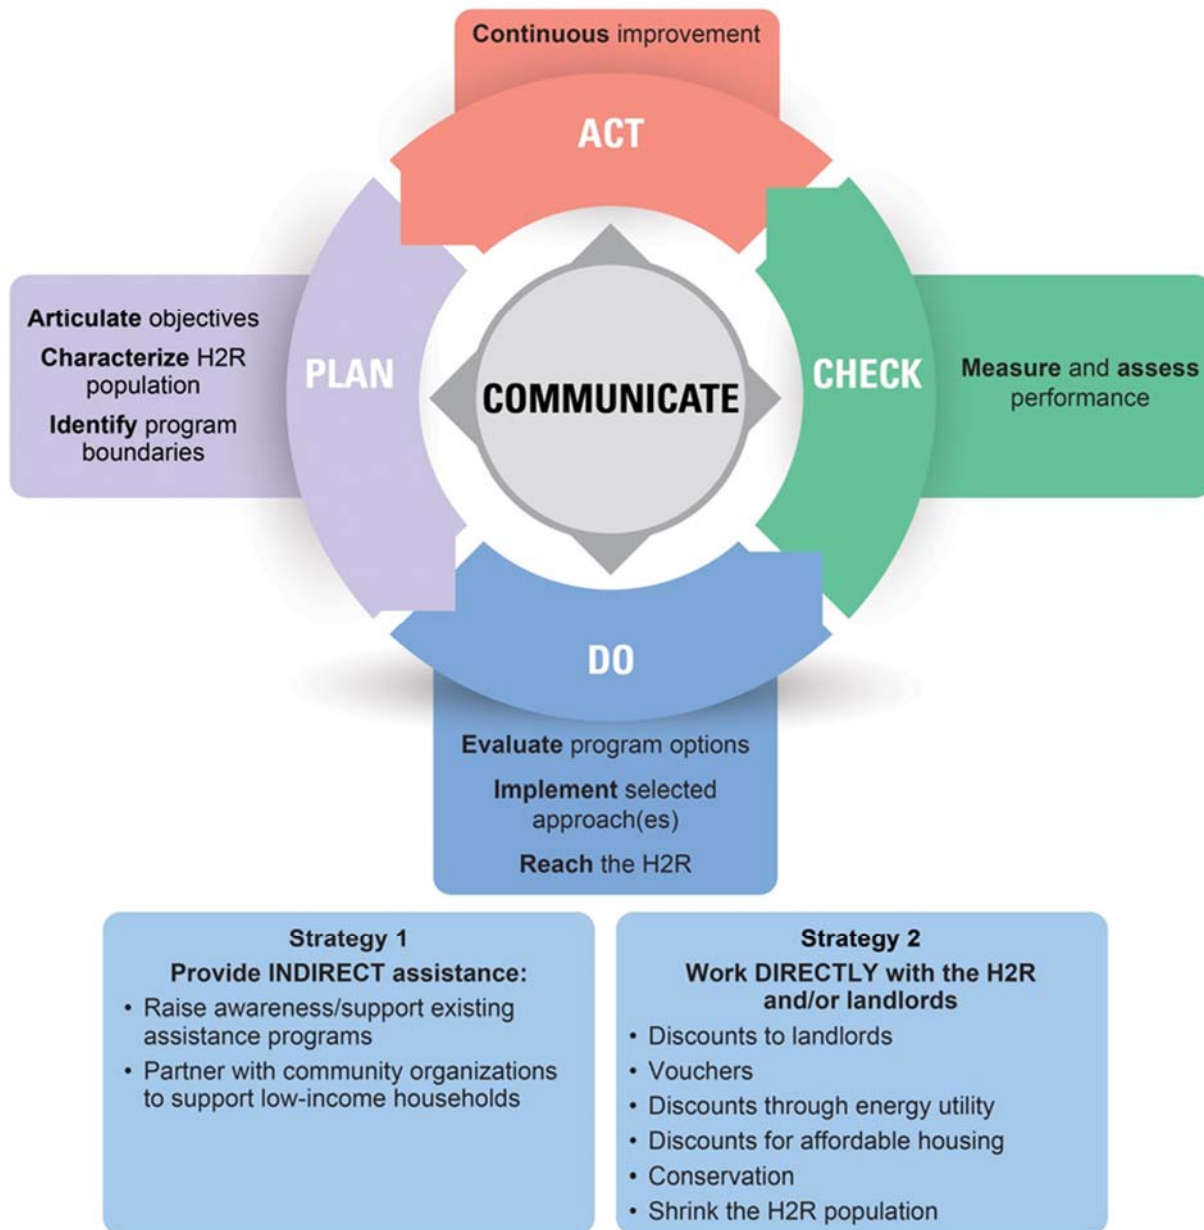 Continuous improvement
ACT
Articulate objectives
Characterize H2R
population
Identify program
boundaries
PLAN
COMMUNICATE
CHECK
Measure and assess
performance
DO
Evaluate program options
Implement selected
approach(es)
Reach the H2R
Strategy 1
Provide INDIRECT assistance:
• Raise awareness/support existing
assistance programs
• Partner with community organizations
to support low-income households
Strategy 2
Work DIRECTLY with the H2R
and/or landlords
• Discounts to landlords
• Vouchers
• Discounts through energy utility
• Discounts for affordable housing
• Conservation
• Shrink the H2R population